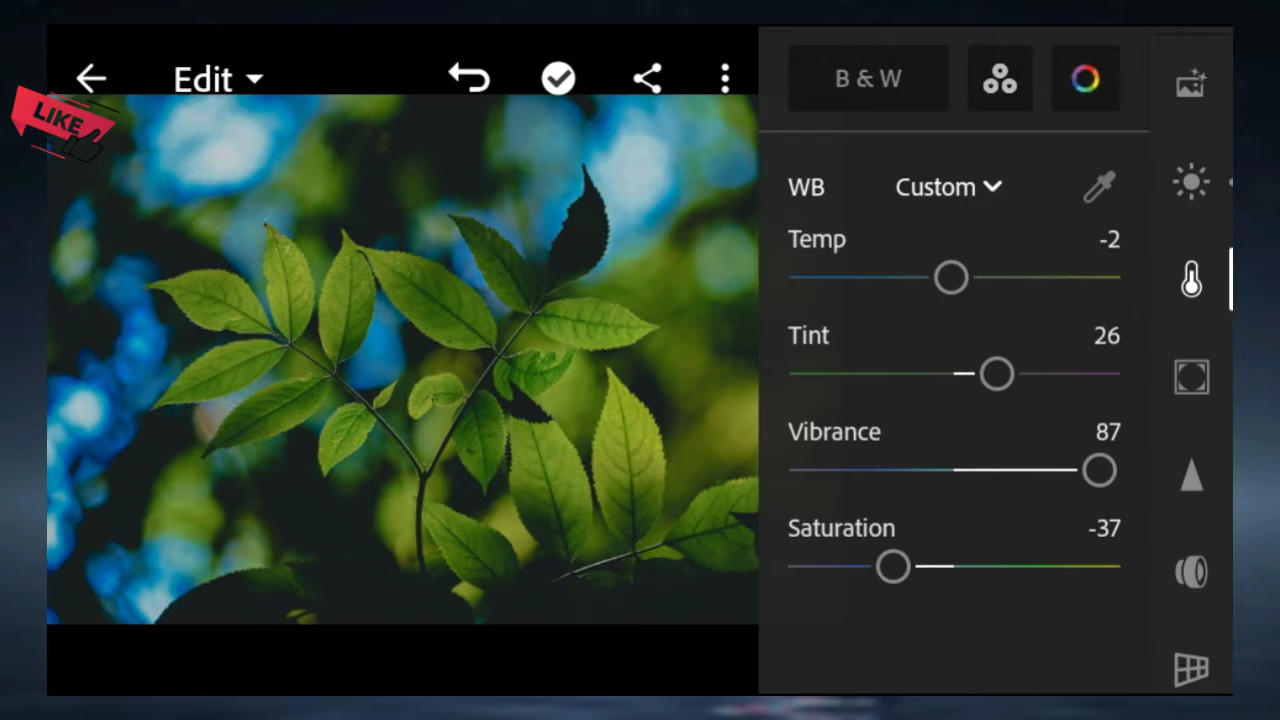 Edit
LIKE
B & W
WB
Custom
Temp
-2
Tint
26
Vibrance
87
Saturation
-37